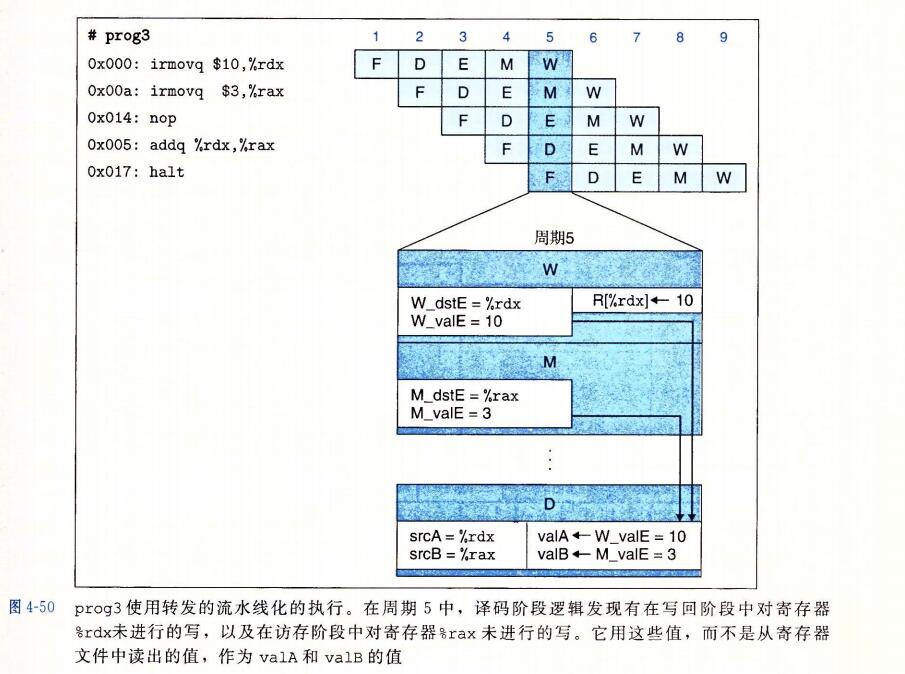 # prog3
1 2 3 4 5 6 7 8 9
0x000: irmovq $10,%rdx F D E M W
0x00a: irmovq $3,%rax F D E M W
0x014: nop F D E M W
0x005: addq %rdx,%rax F D E M W
0x017: halt F D E M W
周期5
W
W_dstE = %rdx R[%rdx]← 10
W_valE = 10
M
M_dstE = %rax
M_valE = 3
D
srcA = %rdx valA ← W_valE = 10
srcB = %rax valB ← M_valE = 3
图 4-50 prog3 使用转发的流水线化的执行。在周期 5 中，译码阶段逻辑发现有在写回阶段中对寄存器
%rdx未进行的写，以及在访存阶段中对寄存器%rax 未进行的写。它用这些值，而不是从寄存器
文件中读出的值，作为 valA 和 valB 的值